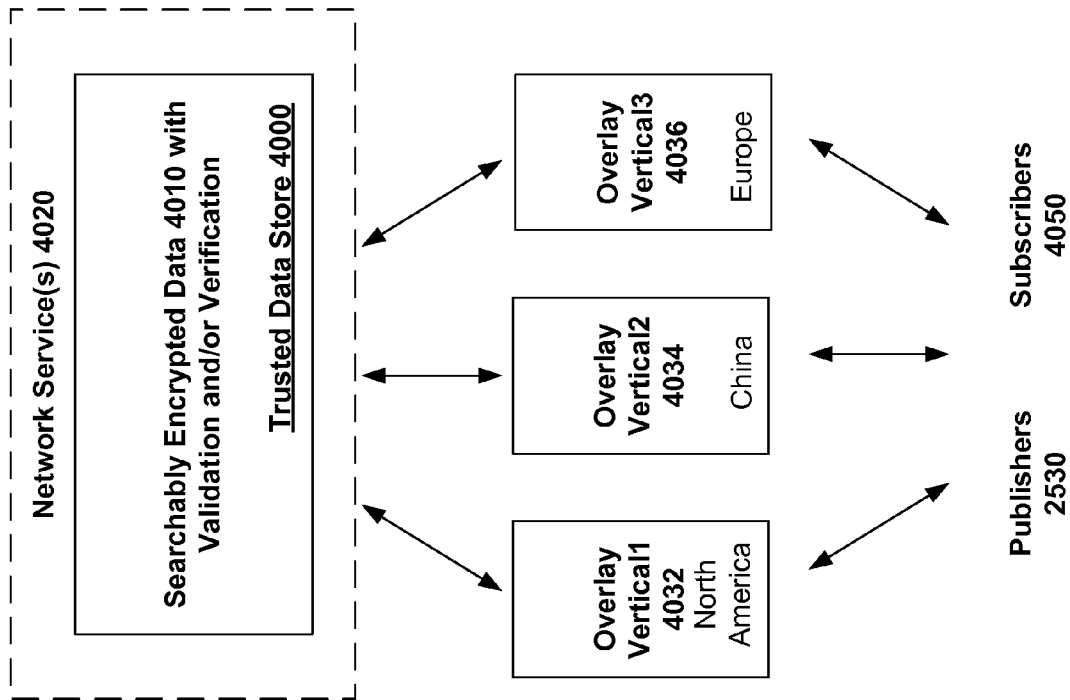 Network Service(s) 4020
Searchably Encrypted Data 4010 with
Validation and/or Verification
Trusted Data Store 4000
Overlay
Vertical1
4032
North
America
Overlay
Vertical2
4034
China
Overlay
Vertical3
4036
Europe
Publishers
2530
Subscribers
4050